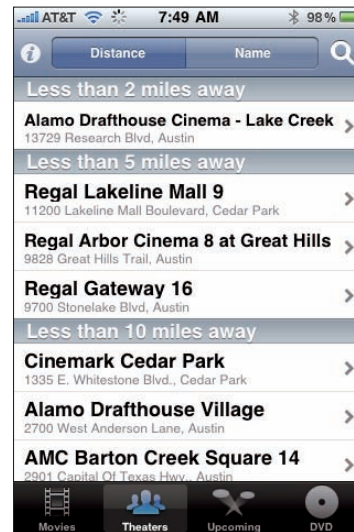 AT&T 7:49 AM 98%
Distance Name
Less than 2 miles away
Alamo Drafthouse Cinema - Lake Creek
13729 Research Blvd, Austin
Less than 5 miles away
Regal Lakeline Mall 9
11200 Lakeline Mall Boulevard, Cedar Park
Regal Arbor Cinema 8 at Great Hills
9828 Great Hills Trail, Austin
Regal Gateway 16
9700 Stonelake Blvd, Austin
Less than 10 miles away
Cinemark Cedar Park
1335 E. Whitestone Blvd., Cedar Park
Alamo Drafthouse Village
2700 West Anderson Lane, Austin
AMC Barton Creek Square 14
2901 Capital Of Texas Hwy., Austin
Movies Theaters Upcoming DVD